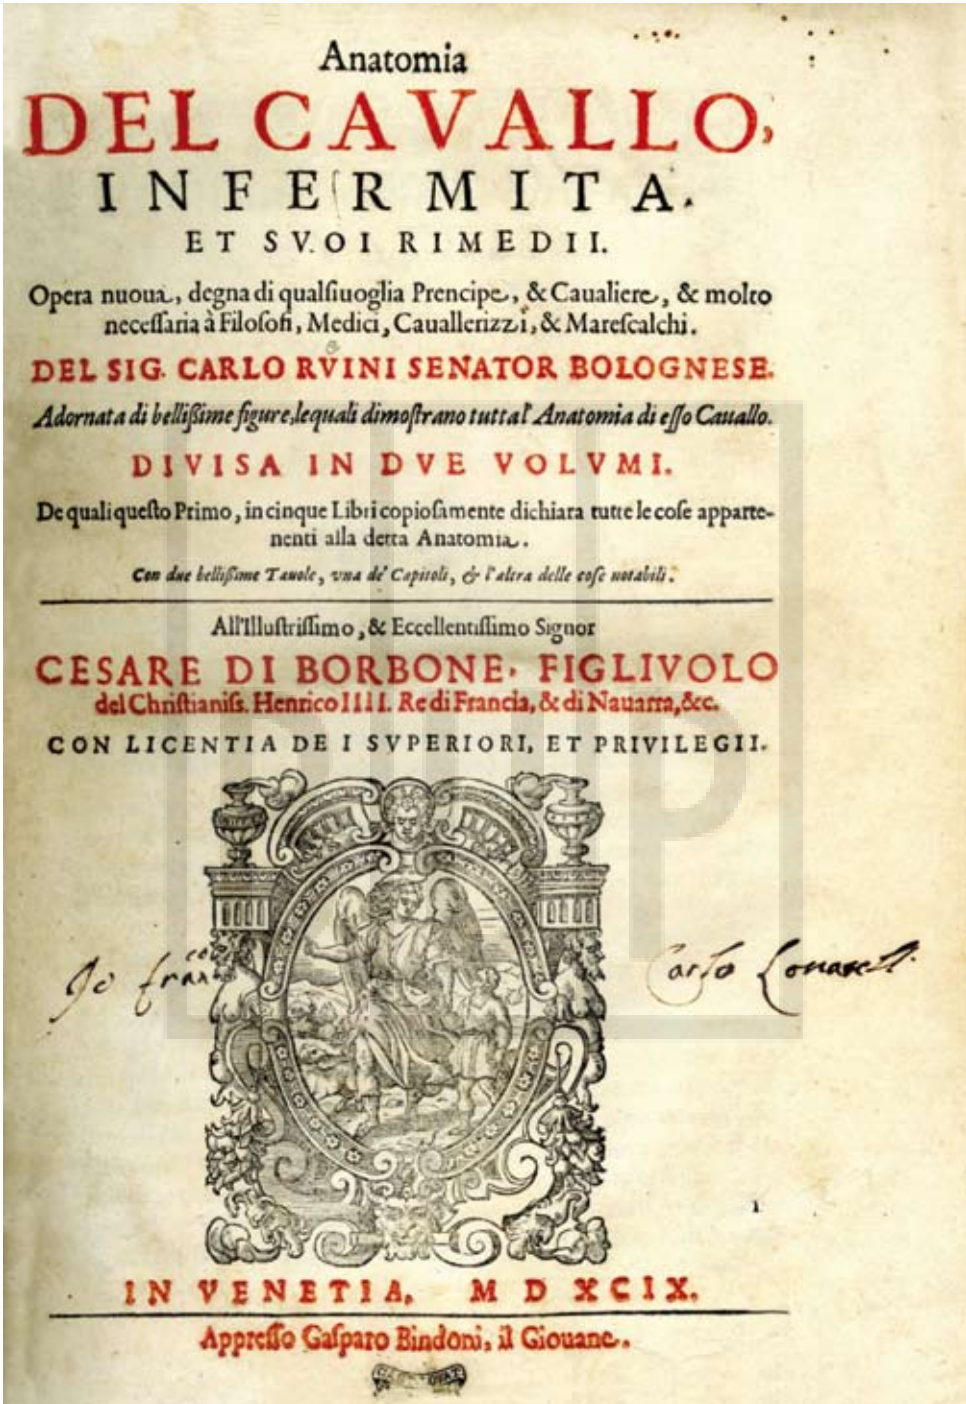 Anatomia
DEL CAVALLO,
INFERMITA.
ET SVOI RIMEDII.
Opera nuoua, degna di qualſiuoglia Prencipe, & Caualiere, & molto
neceſſaria à Filoſofi, Medici, Cauallerizzi, & Mareſcalchi.
DEL SIG. CARLO RVINI SENATOR BOLOGNESE.
Adornata di belliſsime figure, lequali dimoſtrano tutta l'Anatomia di eſſo Cauallo.
DIVISA IN DVE VOLVMI.
De quali queſto Primo, in cinque Libri copioſamente dichiara tutte le coſe apparte-
nenti alla detta Anatomia.
Con due belliſsime Tauole, vna de' Capitoli, & l'altra delle coſe notabili.
All'Illuſtriſſimo, & Eccellentiſſimo Signor
CESARE DI BORBONE, FIGLIVOLO
del Chriſtianiſs. Henrico IIII. Re di Francia, & di Nauarra, &c.
CON LICENTIA DE I SVPERIORI, ET PRIVILEGII.
Carlo
1
IN VENETIA, MDXCIX.
Appreſſo Gaſparo Bindoni, il Giouane.